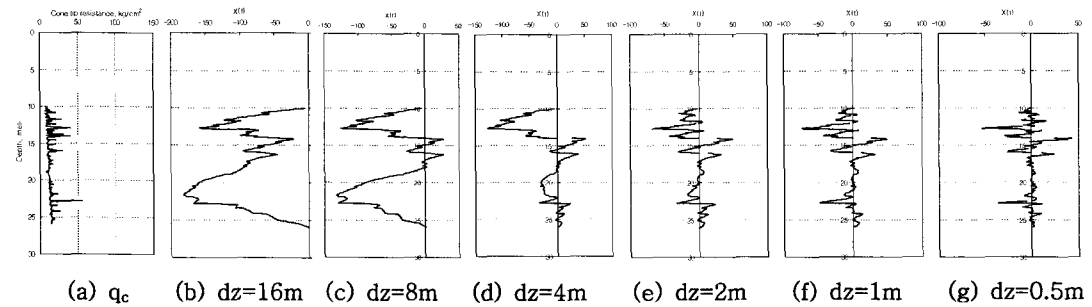 Cone tip resistance, kg/cm²
0 50 100 150
0
5
10
15
20
25
30
X(t)
-200 -150 -100 -50 0
(a) qc
(b) dz=16m
X(t)
-150 -100 -50 0 50
(c) dz=8m
X(t)
-150 -100 -50 0 50 100
(d) dz=4m
X(t)
-100 -50 0 50 100
(e) dz=2m
X(t)
-100 -50 0 50 100
(f) dz=1m
X(t)
-100 -50 0 50 100
(g) dz=0.5m